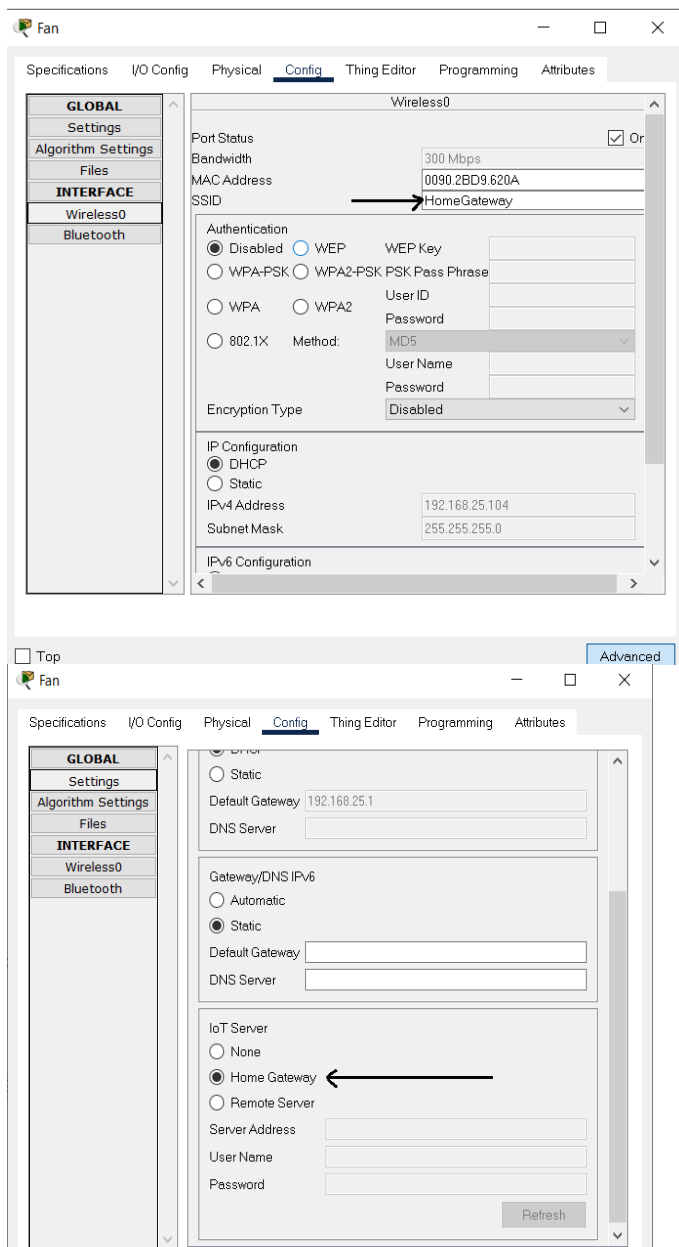 Fan
Specifications I/O Config Physical Config Thing Editor Programming Attributes
GLOBAL
Settings
Algorithm Settings
Files
INTERFACE
Wireless0
Bluetooth
Wireless0
Port Status
Bandwidth 300 Mbps
MAC Address 0090.2BD9.620A
SSID HomeGateway
Authentication
Disabled WEP WEP Key
WPA-PSK WPA2-PSK PSK Pass Phrase
User ID
WPA WPA2
Password
802.1X Method: MD5
User Name
Password
Encryption Type Disabled
IP Configuration
DHCP
Static
IPv4 Address 192.168.25.104
Subnet Mask 255.255.255.0
IPv6 Configuration
Top Advanced
Fan
Specifications I/O Config Physical Config Thing Editor Programming Attributes
GLOBAL
Settings
Algorithm Settings
Files
INTERFACE
Wireless0
Bluetooth
DHCP
Static
Default Gateway 192.168.25.1
DNS Server
Gateway/DNS IPv6
Automatic
Static
Default Gateway
DNS Server
IoT Server
None
Home Gateway
Remote Server
Server Address
User Name
Password
Refresh